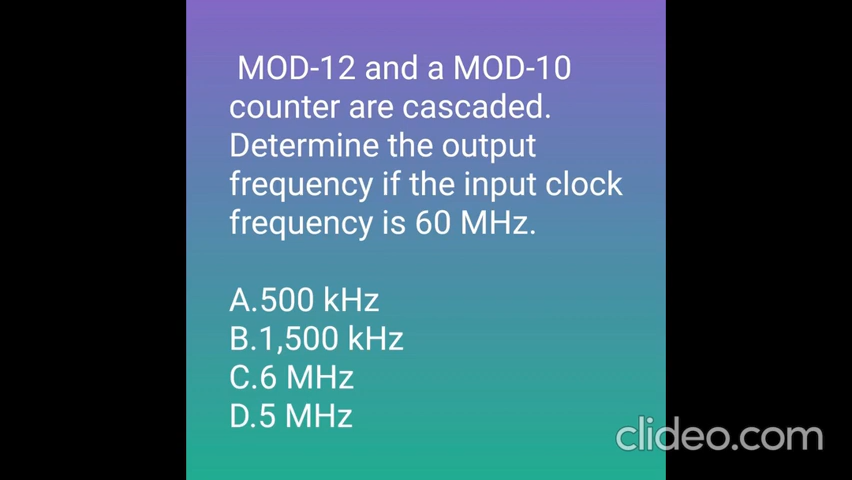 MOD-12 and a MOD-10
counter are cascaded.
Determine the output
frequency if the input clock
frequency is 60 MHz.
A.500 kHz
B.1,500 kHz
C.6 MHz
D.5 MHz
clideo.com